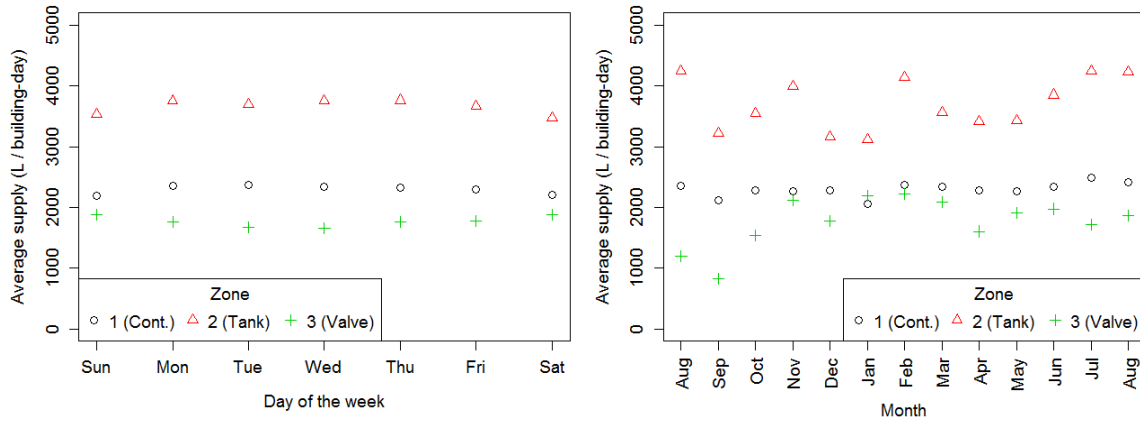 Average supply (L / building-day)
5000
4000
3000
2000
1000
0
Zone
1 (Cont.) 2 (Tank) 3 (Valve)
Sun Mon Tue Wed Thu Fri Sat
Day of the week
Average supply (L / building-day)
5000
4000
3000
2000
1000
0
Zone
1 (Cont.) 2 (Tank) 3 (Valve)
Aug Sep Oct Nov Dec Jan Feb Mar Apr May Jun Jul Aug
Month